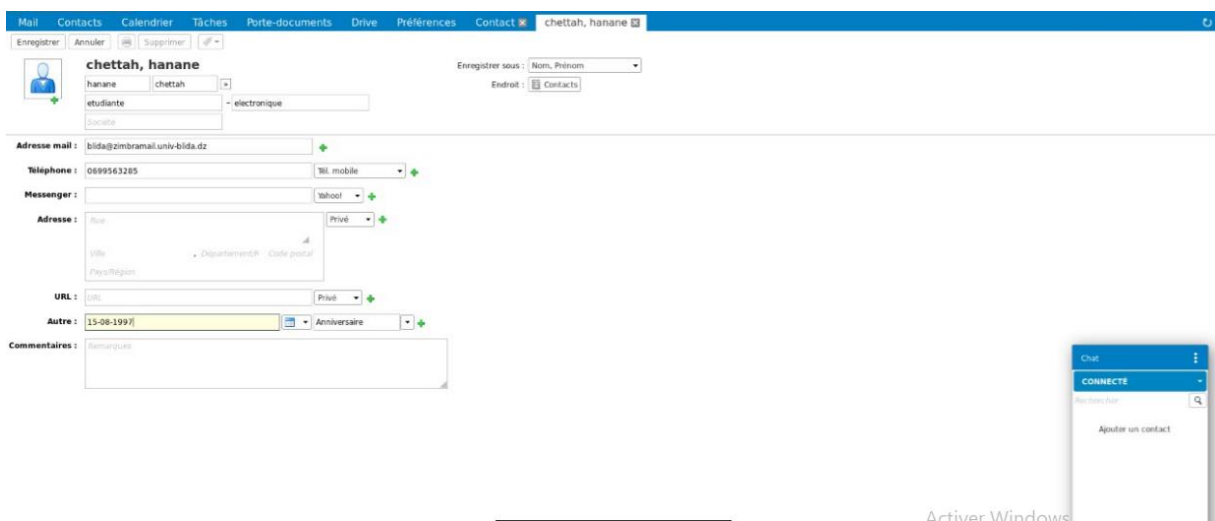 Mail Contacts Calendrier Tâches Porte-documents Drive Préférences Contact chettah, hanane
Enregistrer Annuler Supprimer
chettah, hanane
Enregistrer sous : Nom, Prénom
hanane chettah
Endroit : Contacts
etudiante - electronique
Société
Adresse mail : blida@zimbramail.univ-blida.dz
Téléphone : 0699563285 Tél. mobile
Messenger : Yahoo!
Adresse : Rue Privé
Ville , Département/R Code postal
Pays/Région
URL : URL Privé
Autre : 15-08-1997 Anniversaire
Commentaires : Remarques
Chat
CONNECTÉ
Rechercher
Ajouter un contact
Activer Windows